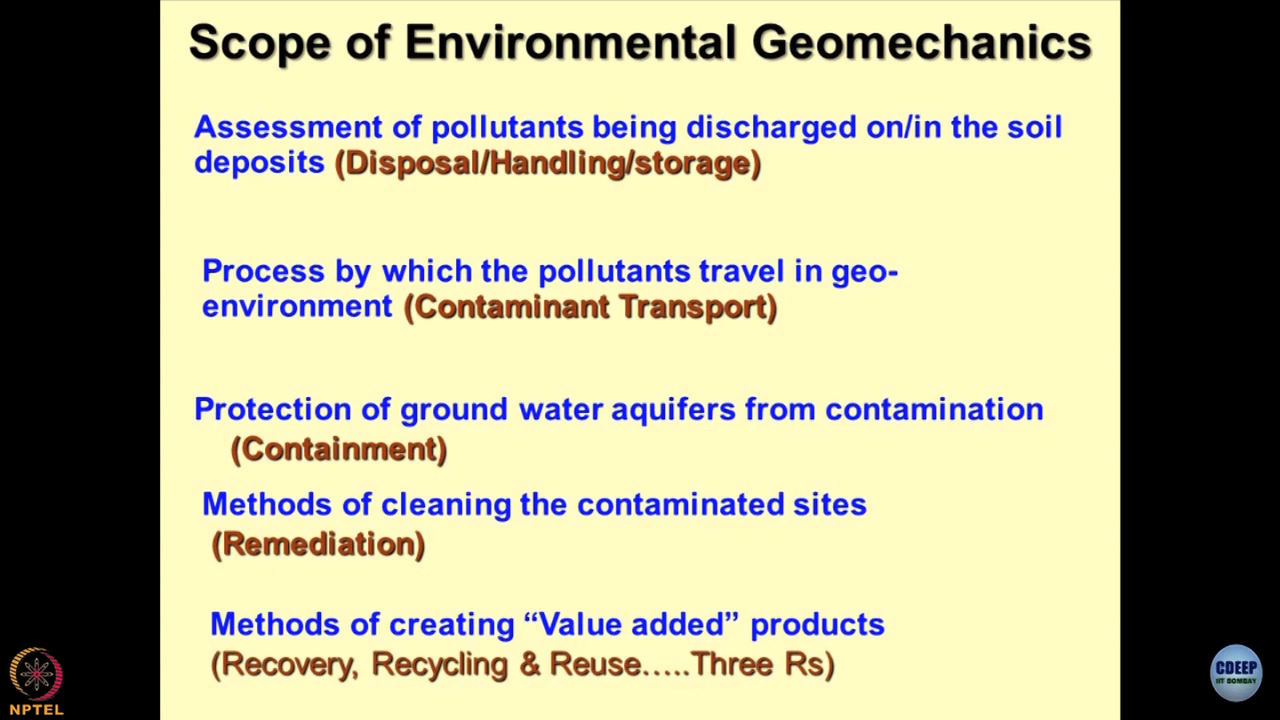 Scope of Environmental Geomechanics
Assessment of pollutants being discharged on/in the soil
deposits (Disposal/Handling/storage)
Process by which the pollutants travel in geo-
environment (Contaminant Transport)
Protection of ground water aquifers from contamination
(Containment)
Methods of cleaning the contaminated sites
(Remediation)
Methods of creating “Value added” products
(Recovery, Recycling & Reuse…..Three Rs)
NPTEL
CDEEP
IIT BOMBAY